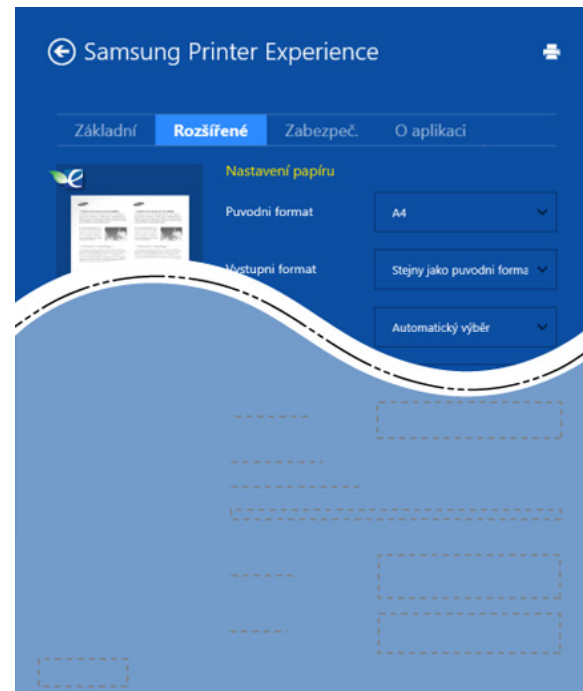 Samsung Printer Experience
Základní Rozšířené Zabezpeč. O aplikaci
Nastavení papíru
Puvodni format A4
Vystupni format Stejny jako puvodni forma
Automatický výběr